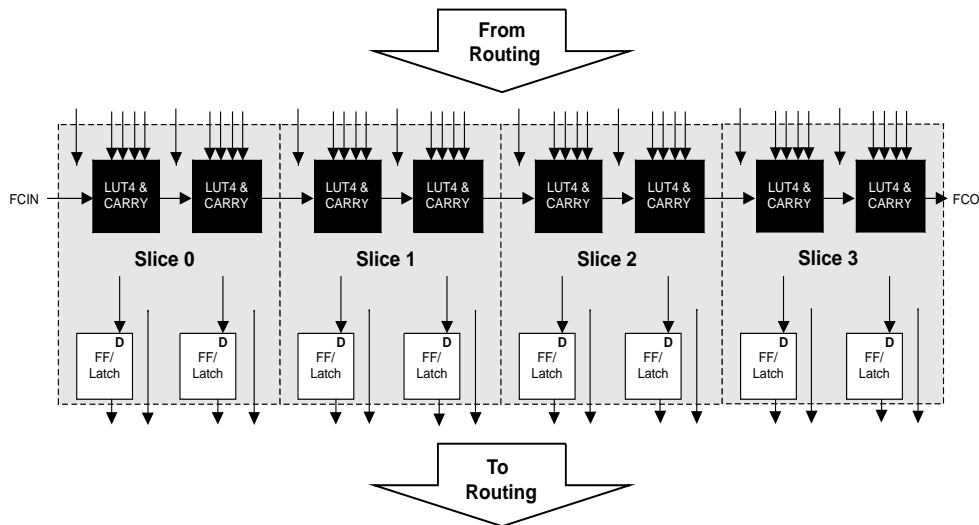 From
Routing
LUT4 &
CARRY
LUT4 &
CARRY
LUT4 &
CARRY
LUT4 &
CARRY
LUT4 &
CARRY
LUT4 &
CARRY
LUT4 &
CARRY
LUT4 &
CARRY
FCIN
FCO
Slice 0
Slice 1
Slice 2
Slice 3
D
FF/
Latch
D
FF/
Latch
D
FF/
Latch
D
FF/
Latch
D
FF/
Latch
D
FF/
Latch
D
FF/
Latch
D
FF/
Latch
To
Routing